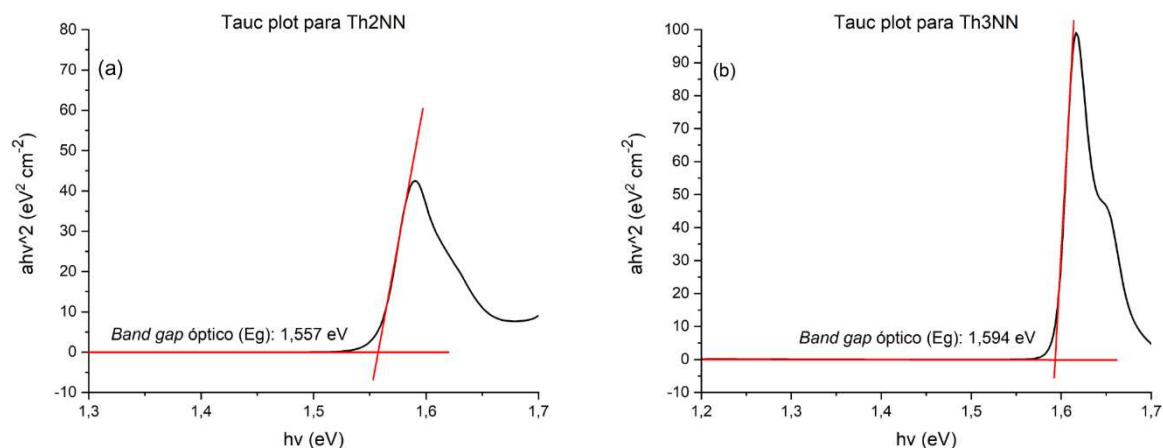 Tauc plot para Th2NN
(a)
ahv^2 (eV² cm⁻²)
80
70
60
50
40
30
20
10
0
-10
Band gap óptico (Eg): 1,557 eV
1,3 1,4 1,5 1,6 1,7
hv (eV)
Tauc plot para Th3NN
(b)
ahv^2 (eV² cm⁻²)
100
90
80
70
60
50
40
30
20
10
0
-10
Band gap óptico (Eg): 1,594 eV
1,2 1,3 1,4 1,5 1,6 1,7
hv (eV)